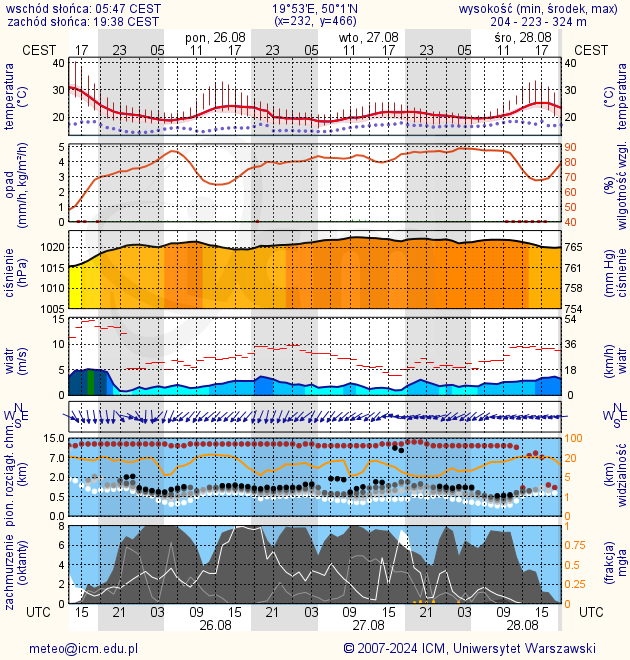 wschód słońca: 05:47 CEST 19°53'E, 50°1'N wysokość (min, środek, max)
zachód słońca: 19:38 CEST (x=232, y=466) 204 - 223 - 324 m
pon, 26.08 wto, 27.08 śro, 28.08
CEST 17 23 05 11 17 23 05 11 17 23 05 11 17 CEST
temperatura (°C) 40 30 20 40 30 20 temperatura (°C)
opad (mm/h, kg/m²/h) 5 4 3 2 1 0 90 80 70 60 50 40 (%) wilgotność wzgl.
ciśnienie (hPa) 1020 1015 1010 1005 765 761 758 754 (mm Hg) ciśnienie
wiatr (m/s) 15 10 5 0 54 36 18 0 (km/h) wiatr
N W E S N W E S
pion. rozciągł. chm. (km) 15.0 7.0 2.0 0.5 0.0 100 20 5 1 0 (km) widzialność
zachmurzenie (oktanty) 8 6 4 2 0 1 0.75 0.5 0.25 0 (frakcja) mgła
UTC 15 21 03 09 15 21 03 09 15 21 03 09 15 UTC
26.08 27.08 28.08
meteo@icm.edu.pl © 2007-2024 ICM, Uniwersytet Warszawski